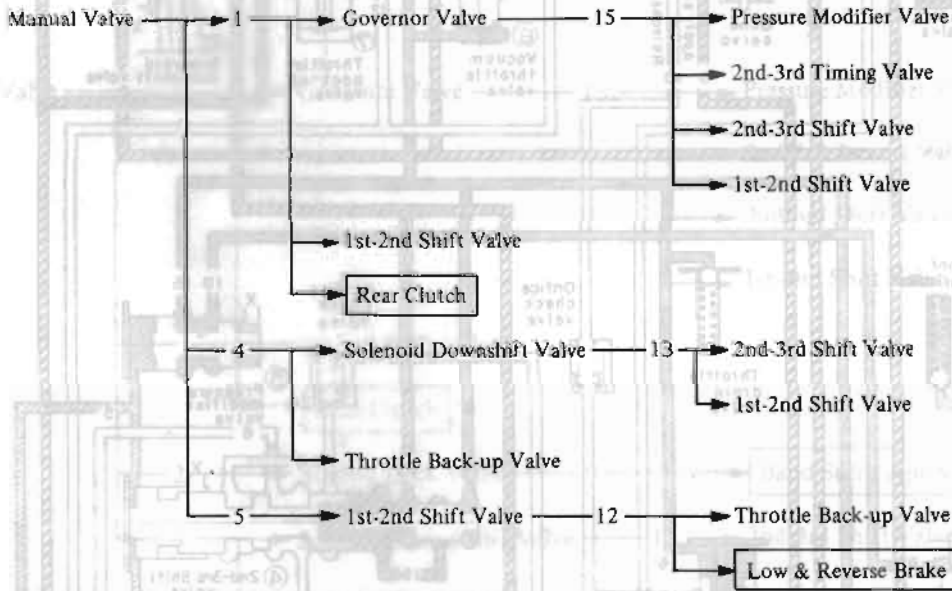 Manual Valve 1 Governor Valve 15 Pressure Modifier Valve
2nd-3rd Timing Valve
2nd-3rd Shift Valve
1st-2nd Shift Valve
1st-2nd Shift Valve
Rear Clutch
4 Solenoid Downshift Valve 13 2nd-3rd Shift Valve
1st-2nd Shift Valve
Throttle Back-up Valve
5 1st-2nd Shift Valve 12 Throttle Back-up Valve
Low & Reverse Brake